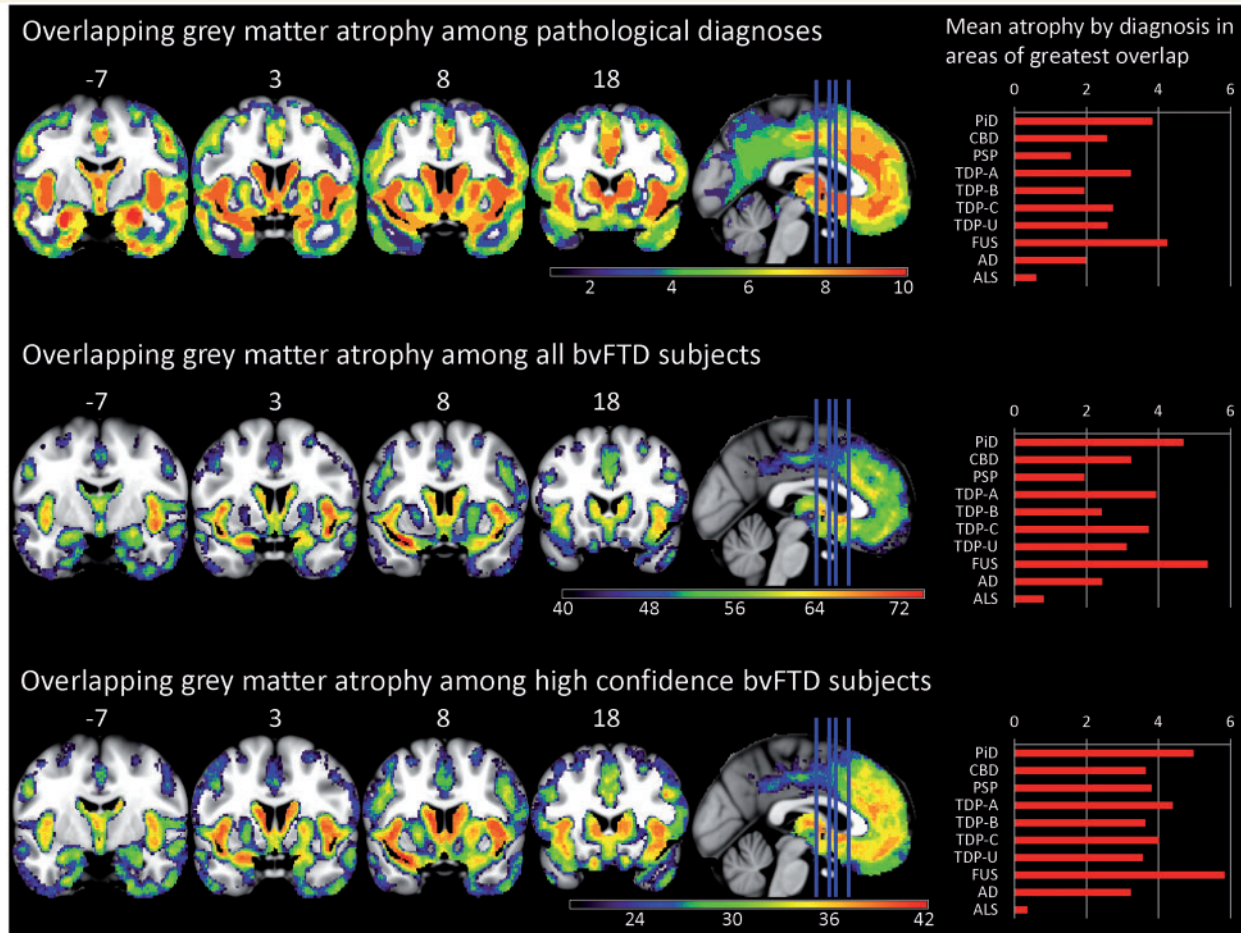 Overlapping grey matter atrophy among pathological diagnoses
-7 3 8 18
2 4 6 8 10
Mean atrophy by diagnosis in
areas of greatest overlap
0 2 4 6
PiD
CBD
PSP
TDP-A
TDP-B
TDP-C
TDP-U
FUS
AD
ALS
Overlapping grey matter atrophy among all bvFTD subjects
-7 3 8 18
40 48 56 64 72
0 2 4 6
PiD
CBD
PSP
TDP-A
TDP-B
TDP-C
TDP-U
FUS
AD
ALS
Overlapping grey matter atrophy among high confidence bvFTD subjects
-7 3 8 18
24 30 36 42
0 2 4 6
PiD
CBD
PSP
TDP-A
TDP-B
TDP-C
TDP-U
FUS
AD
ALS